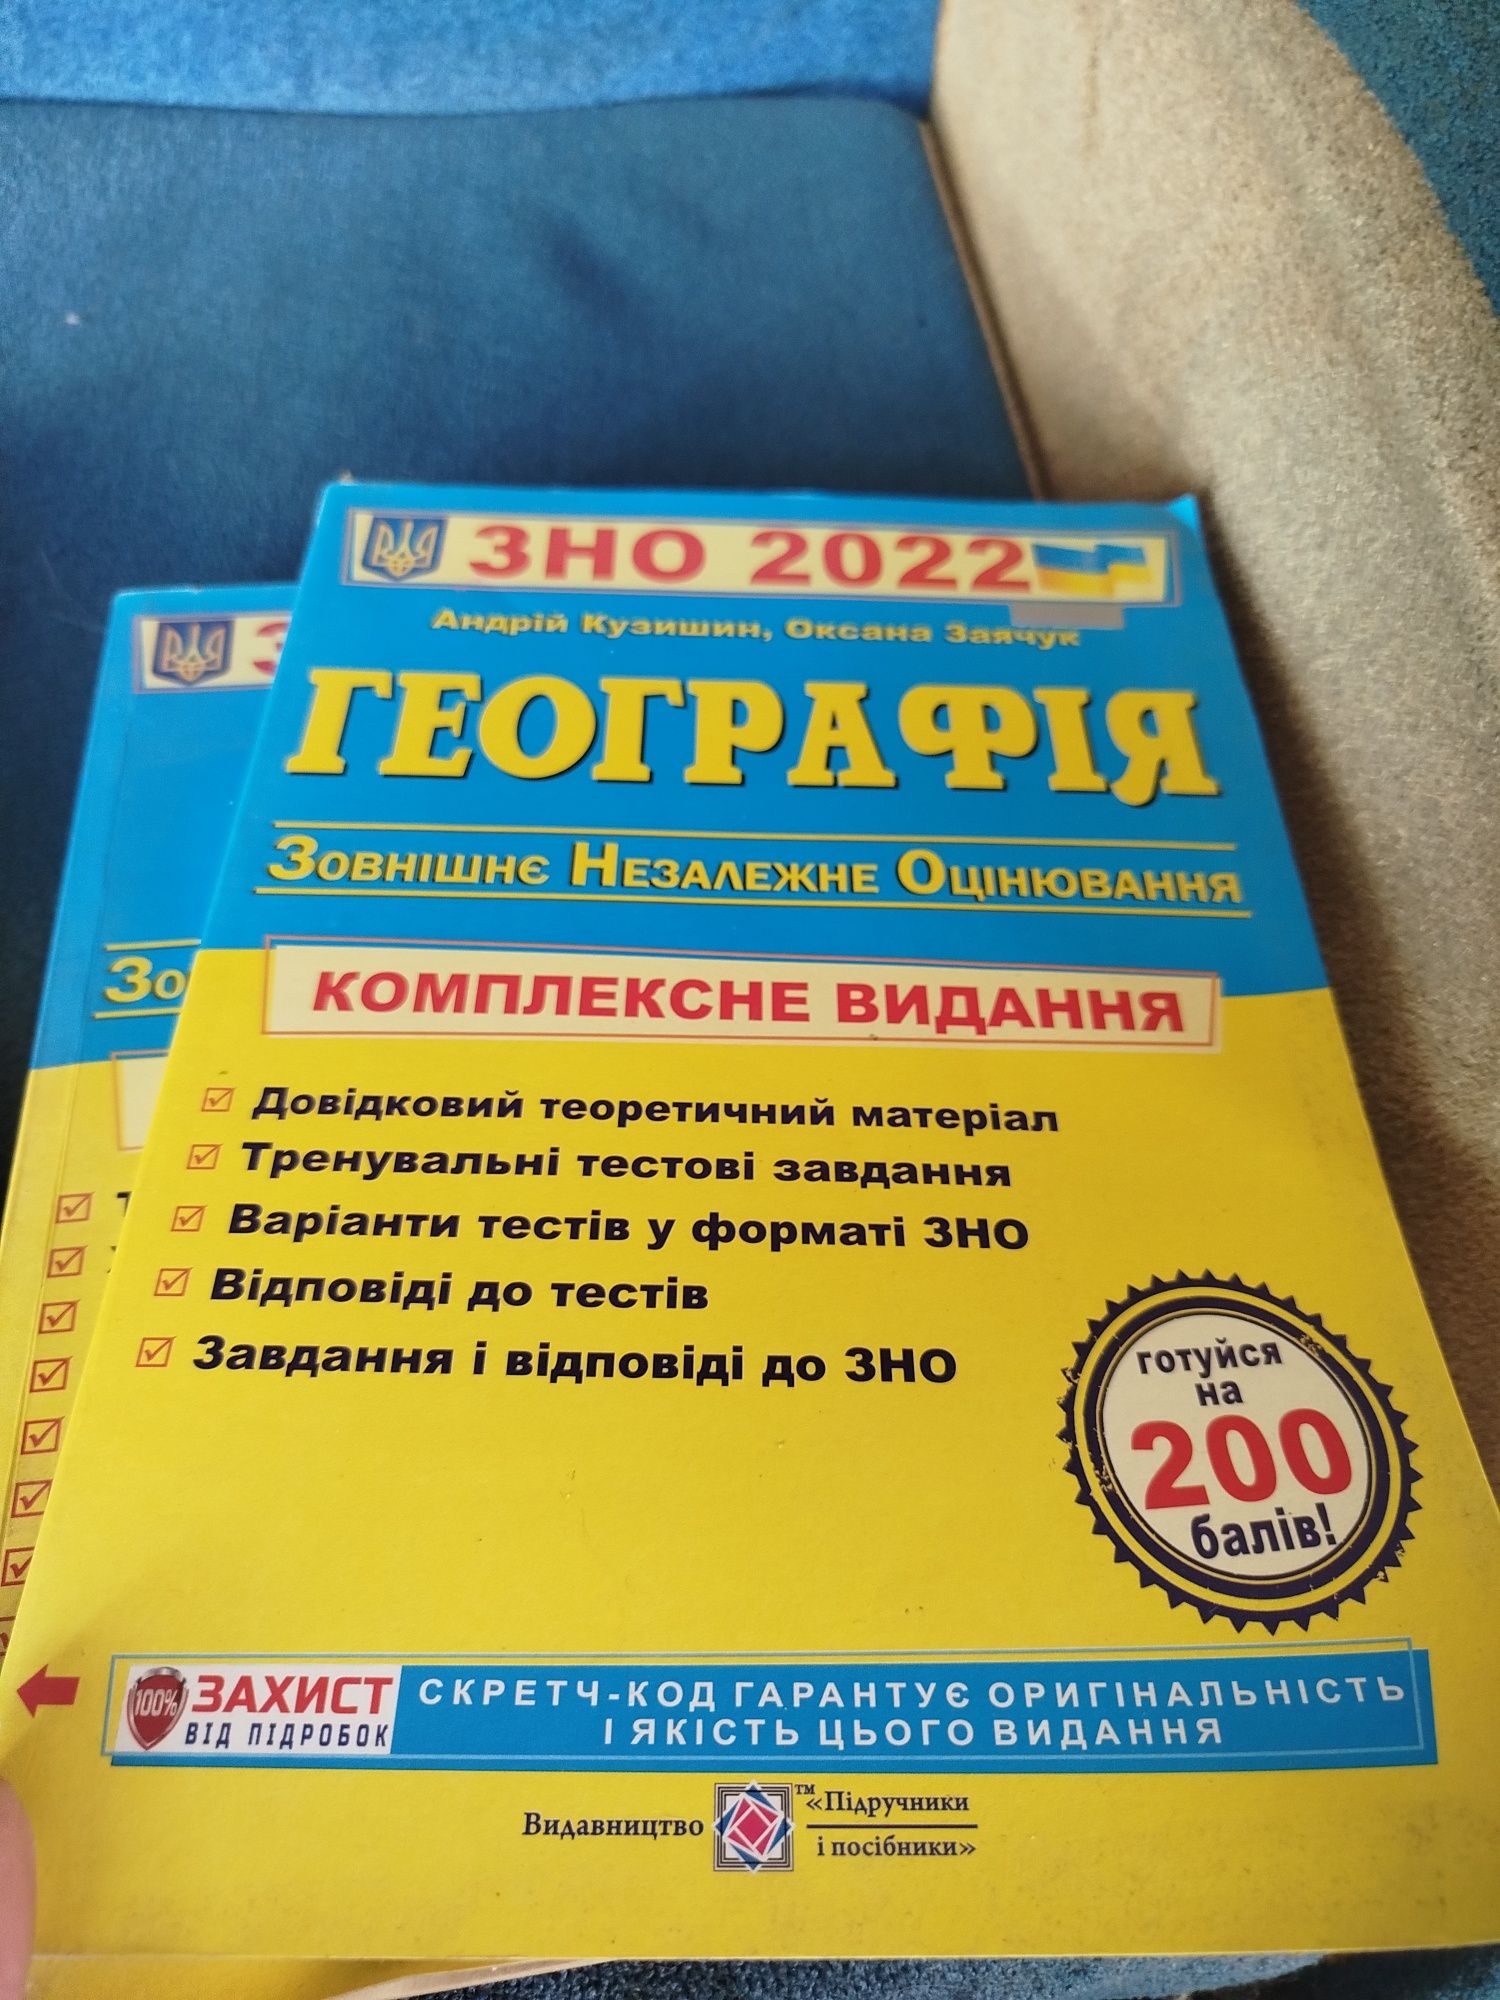 ЗНО 2022
Андрій Кузишин, Оксана Заячук
ГЕОГРАФІЯ
Зовнішнє Незалежне Оцінювання
КОМПЛЕКСНЕ ВИДАННЯ
Довідковий теоретичний матеріал
Тренувальні тестові завдання
Варіанти тестів у форматі ЗНО
Відповіді до тестів
Завдання і відповіді до ЗНО
готуйся
на
200
балів!
100% ЗАХИСТ
ВІД ПІДРОБОК
СКРЕТЧ-КОД ГАРАНТУЄ ОРИГІНАЛЬНІСТЬ
І ЯКІСТЬ ЦЬОГО ВИДАННЯ
Видавництво ТМ «Підручники
і посібники»